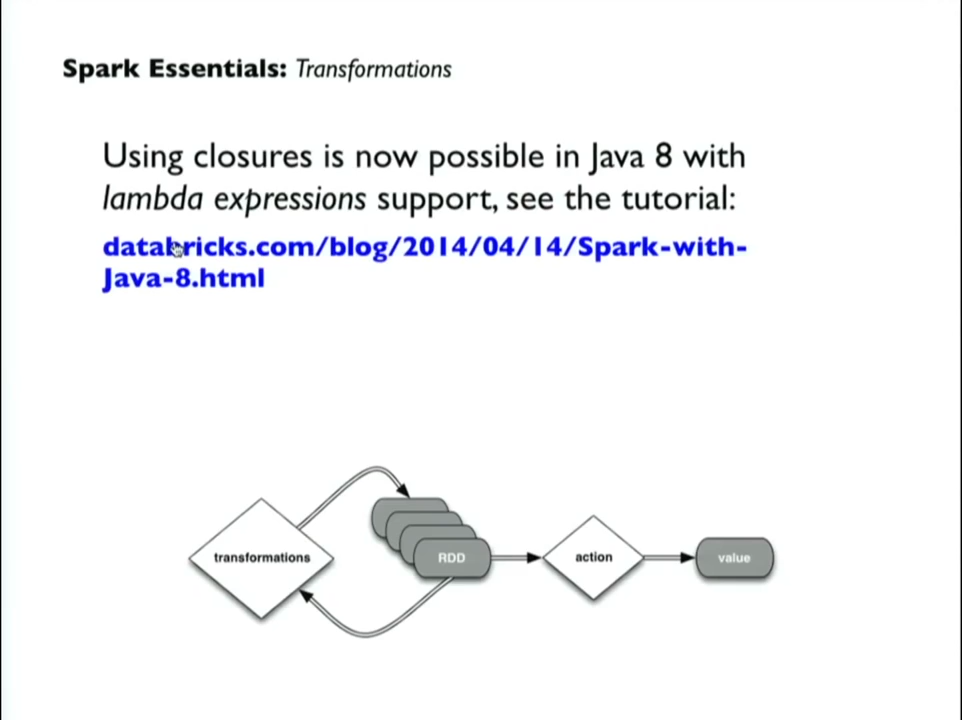 Spark Essentials: Transformations
Using closures is now possible in Java 8 with
lambda expressions support, see the tutorial:
databricks.com/blog/2014/04/14/Spark-with-
Java-8.html
transformations
RDD
action
value